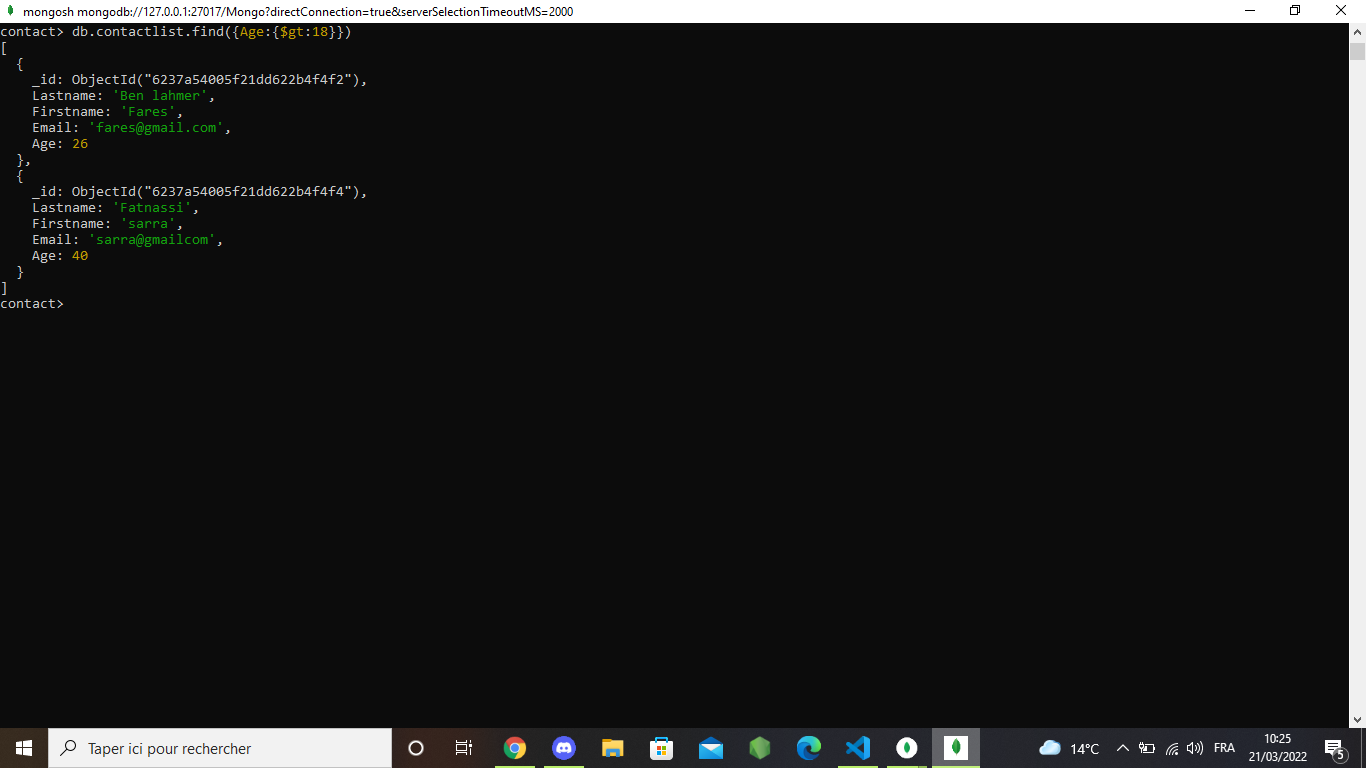 mongosh mongodb://127.0.0.1:27017/Mongo?directConnection=true&serverSelectionTimeoutMS=2000
contact> db.contactlist.find({Age:{$gt:18}})
[
  {
    _id: ObjectId("6237a54005f21dd622b4f4f2"),
    Lastname: 'Ben lahmer',
    Firstname: 'Fares',
    Email: 'fares@gmail.com',
    Age: 26
  },
  {
    _id: ObjectId("6237a54005f21dd622b4f4f4"),
    Lastname: 'Fatnassi',
    Firstname: 'sarra',
    Email: 'sarra@gmailcom',
    Age: 40
  }
]
contact>
Taper ici pour rechercher
14°C
FRA
10:25
21/03/2022
5